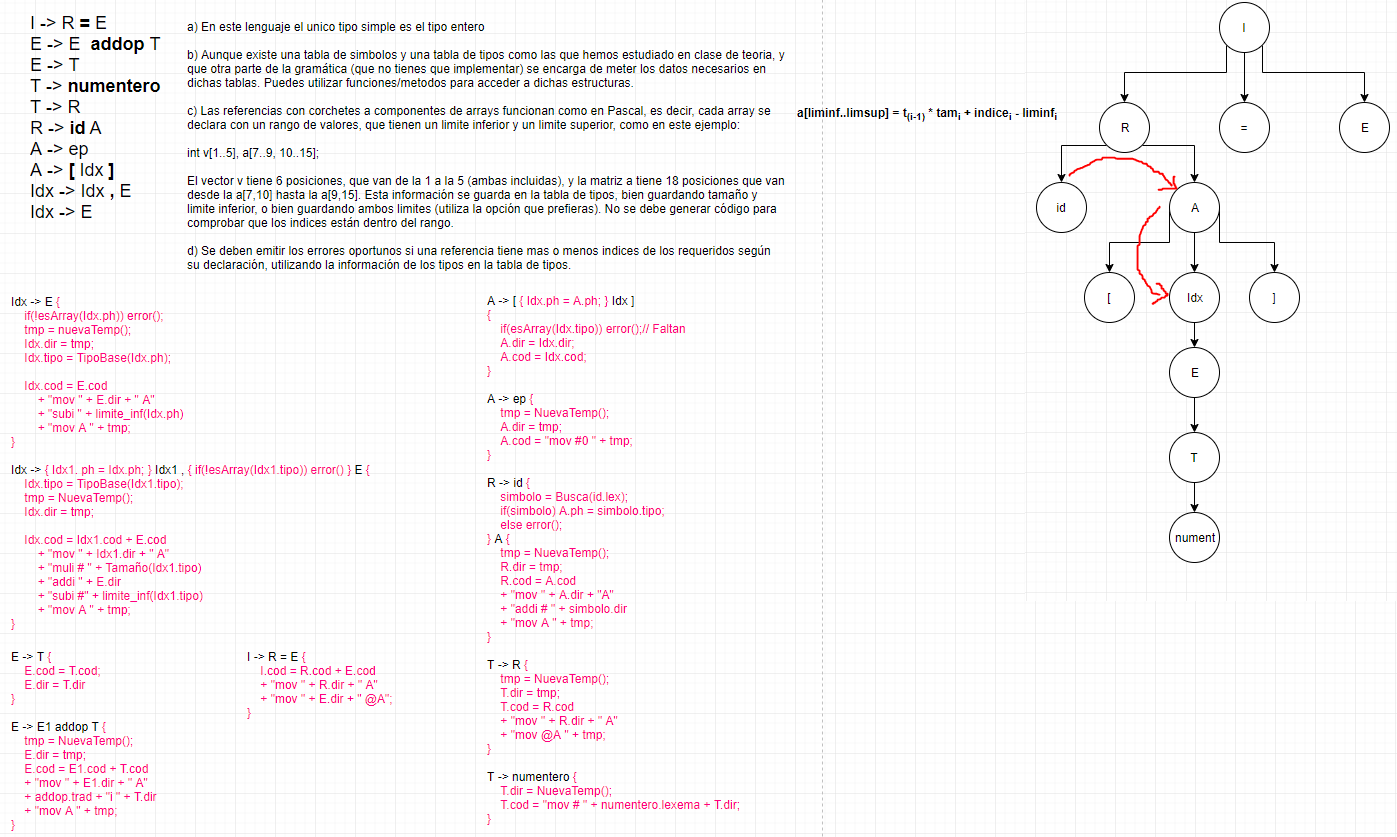 I -> R = E
E -> E addop T
E -> T
T -> numentero
T -> R
R -> id A
A -> ep
A -> [ Idx ]
Idx -> Idx , E
Idx -> E
a) En este lenguaje el unico tipo simple es el tipo entero
b) Aunque existe una tabla de simbolos y una tabla de tipos como las que hemos estudiado en clase de teoria, y
que otra parte de la gramática (que no tienes que implementar) se encarga de meter los datos necesarios en
dichas tablas. Puedes utilizar funciones/metodos para acceder a dichas estructuras.
c) Las referencias con corchetes a componentes de arrays funcionan como en Pascal, es decir, cada array se
declara con un rango de valores, que tienen un limite inferior y un limite superior, como en este ejemplo:
int v[1..5], a[7..9, 10..15];
El vector v tiene 6 posiciones, que van de la 1 a la 5 (ambas incluidas), y la matriz a tiene 18 posiciones que van
desde la a[7,10] hasta la a[9,15]. Esta información se guarda en la tabla de tipos, bien guardando tamaño y
limite inferior, o bien guardando ambos limites (utiliza la opción que prefieras). No se debe generar código para
comprobar que los indices están dentro del rango.
d) Se deben emitir los errores oportunos si una referencia tiene mas o menos indices de los requeridos según
su declaración, utilizando la información de los tipos en la tabla de tipos.
a[liminf..limsup] = t(i-1) * tami + indicei - liminfi
I
R
=
E
id
A
[
Idx
]
E
T
nument
Idx -> E {
if(!esArray(Idx.ph)) error();
tmp = nuevaTemp();
Idx.dir = tmp;
Idx.tipo = TipoBase(Idx.ph);
Idx.cod = E.cod
+ "mov " + E.dir + " A"
+ "subi " + limite_inf(Idx.ph)
+ "mov A " + tmp;
}
Idx -> { Idx1. ph = Idx.ph; } Idx1 , { if(!esArray(Idx1.tipo)) error() } E {
Idx.tipo = TipoBase(Idx1.tipo);
tmp = NuevaTemp();
Idx.dir = tmp;
Idx.cod = Idx1.cod + E.cod
+ "mov " + Idx1.dir + " A"
+ "muli # " + Tamaño(Idx1.tipo)
+ "addi " + E.dir
+ "subi #" + limite_inf(Idx1.tipo)
+ "mov A " + tmp;
}
E -> T {
E.cod = T.cod;
E.dir = T.dir
}
E -> E1 addop T {
tmp = NuevaTemp();
E.dir = tmp;
E.cod = E1.cod + T.cod
+ "mov " + E1.dir + " A"
+ addop.trad + "i " + T.dir
+ "mov A " + tmp;
}
I -> R = E {
I.cod = R.cod + E.cod
+ "mov " + R.dir + " A"
+ "mov " + E.dir + " @A";
}
A -> [ { Idx.ph = A.ph; } Idx ]
{
if(esArray(Idx.tipo)) error();// Faltan
A.dir = Idx.dir;
A.cod = Idx.cod;
}
A -> ep {
tmp = NuevaTemp();
A.dir = tmp;
A.cod = "mov #0 " + tmp;
}
R -> id {
simbolo = Busca(id.lex);
if(simbolo) A.ph = simbolo.tipo;
else error();
} A {
tmp = NuevaTemp();
R.dir = tmp;
R.cod = A.cod
+ "mov " + A.dir + "A"
+ "addi # " + simbolo.dir
+ "mov A " + tmp;
}
T -> R {
tmp = NuevaTemp();
T.dir = tmp;
T.cod = R.cod
+ "mov " + R.dir + " A"
+ "mov @A " + tmp;
}
T -> numentero {
T.dir = NuevaTemp();
T.cod = "mov # " + numentero.lexema + T.dir;
}